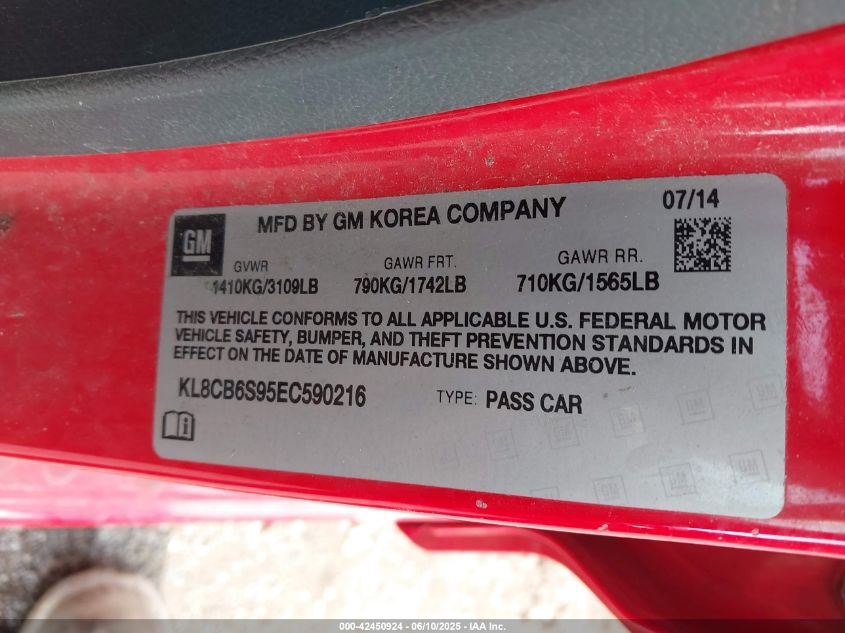 GM
MFD BY GM KOREA COMPANY
07/14
GVWR
1410KG/3109LB
GAWR FRT.
790KG/1742LB
GAWR RR.
710KG/1565LB
THIS VEHICLE CONFORMS TO ALL APPLICABLE U.S. FEDERAL MOTOR
VEHICLE SAFETY, BUMPER, AND THEFT PREVENTION STANDARDS IN
EFFECT ON THE DATE OF MANUFACTURE SHOWN ABOVE.
KL8CB6S95EC590216
TYPE: PASS CAR
GM
000-42450924 - 06/10/2025 - IAA Inc.